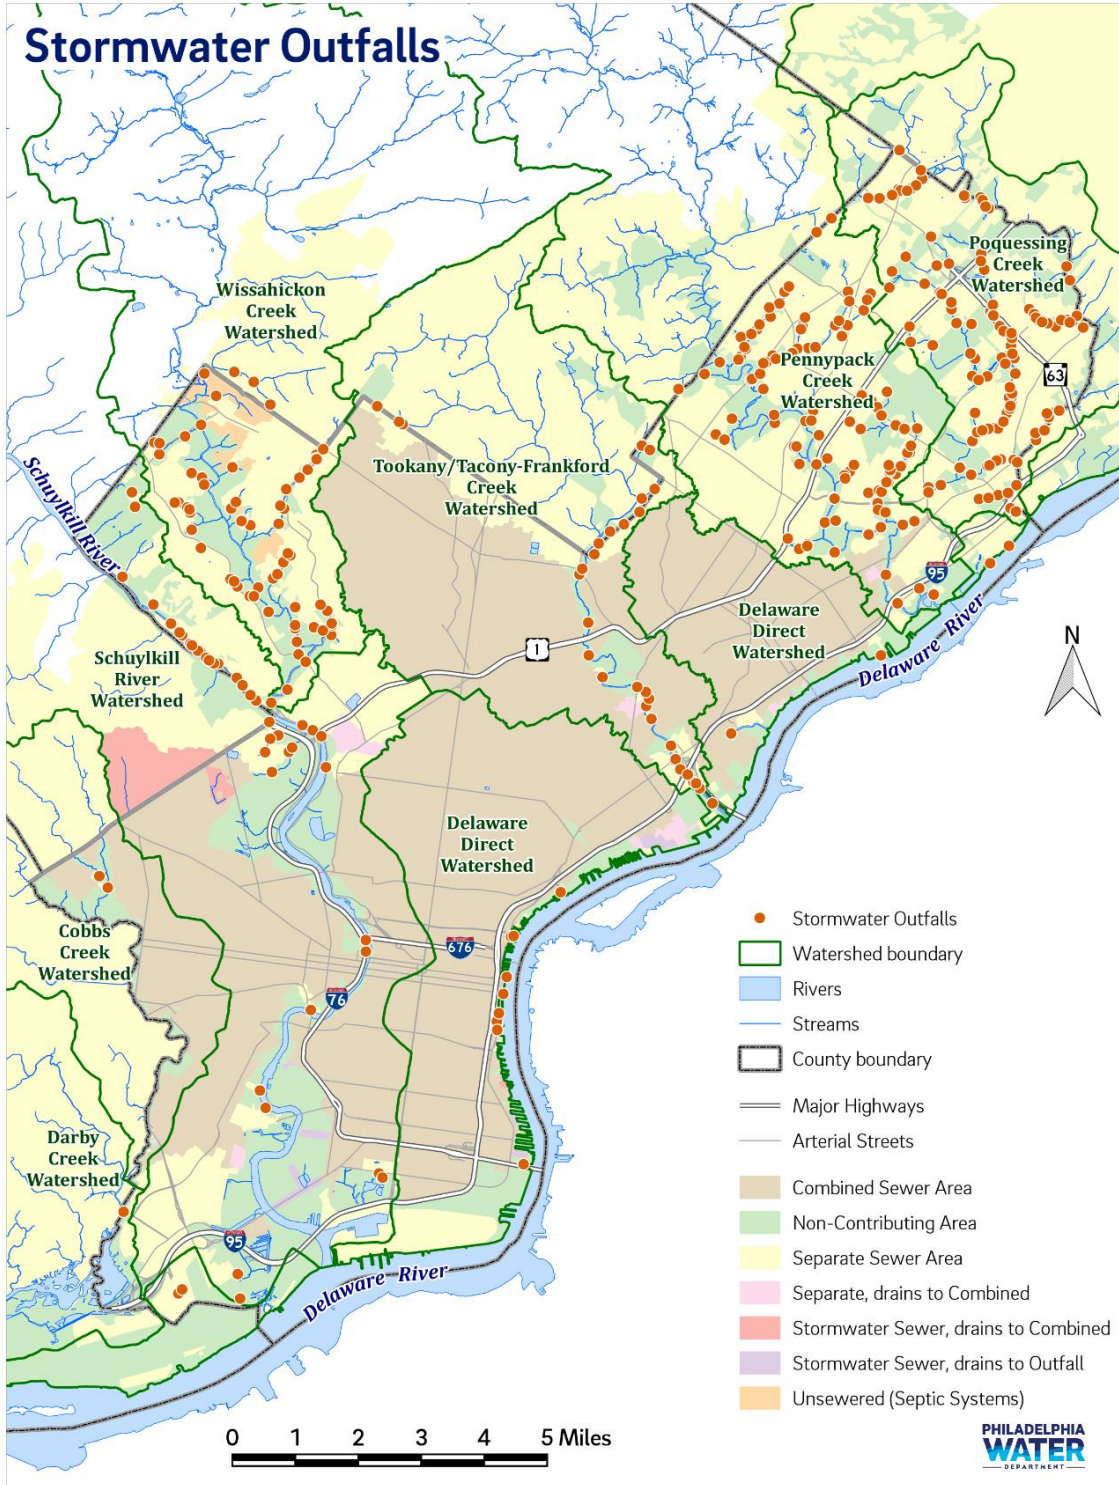 Stormwater Outfalls
Poquessing
Creek
Watershed
Wissahickon
Creek
Watershed
Pennypack
Creek
Watershed
63
Tookany/Tacony-Frankford
Creek
Watershed
Schuylkill River
95
Delaware
Direct
Watershed
Delaware River
N
1
Schuylkill
River
Watershed
Delaware
Direct
Watershed
Cobbs
Creek
Watershed
676
76
Darby
Creek
Watershed
95
Delaware River
Stormwater Outfalls
Watershed boundary
Rivers
Streams
County boundary
Major Highways
Arterial Streets
Combined Sewer Area
Non-Contributing Area
Separate Sewer Area
Separate, drains to Combined
Stormwater Sewer, drains to Combined
Stormwater Sewer, drains to Outfall
Unsewered (Septic Systems)
0 1 2 3 4 5 Miles
PHILADELPHIA
WATER
DEPARTMENT